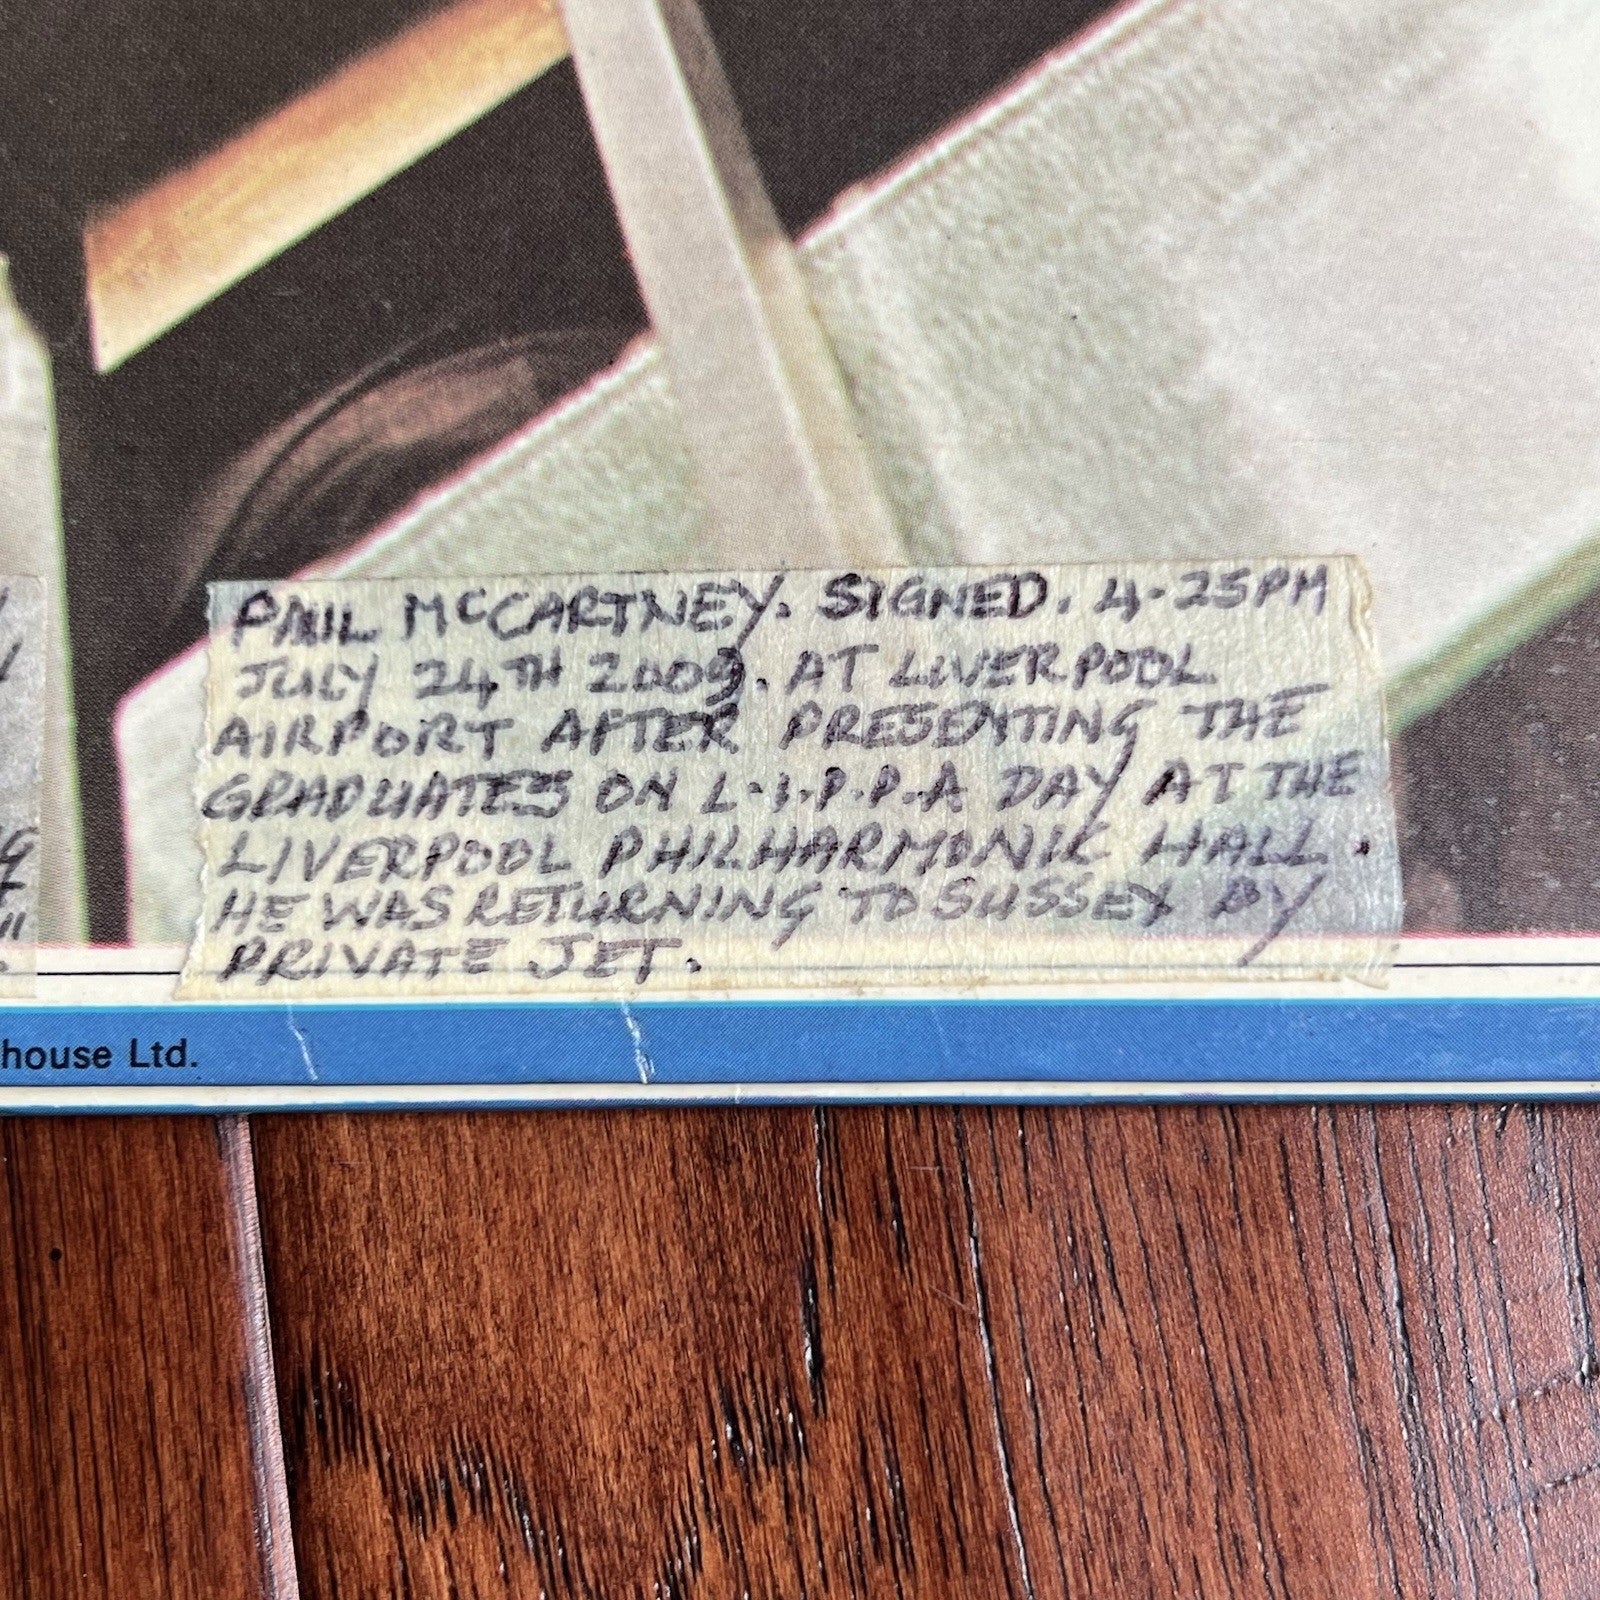 PAUL McCARTNEY. SIGNED. 4-25PM
JULY 24TH 2009. AT LIVERPOOL
AIRPORT AFTER PRESENTING THE
GRADUATES ON L.I.P.P.A DAY AT THE
LIVERPOOL PHILHARMONIC HALL.
HE WAS RETURNING TO SUSSEX BY
PRIVATE JET.
house Ltd.